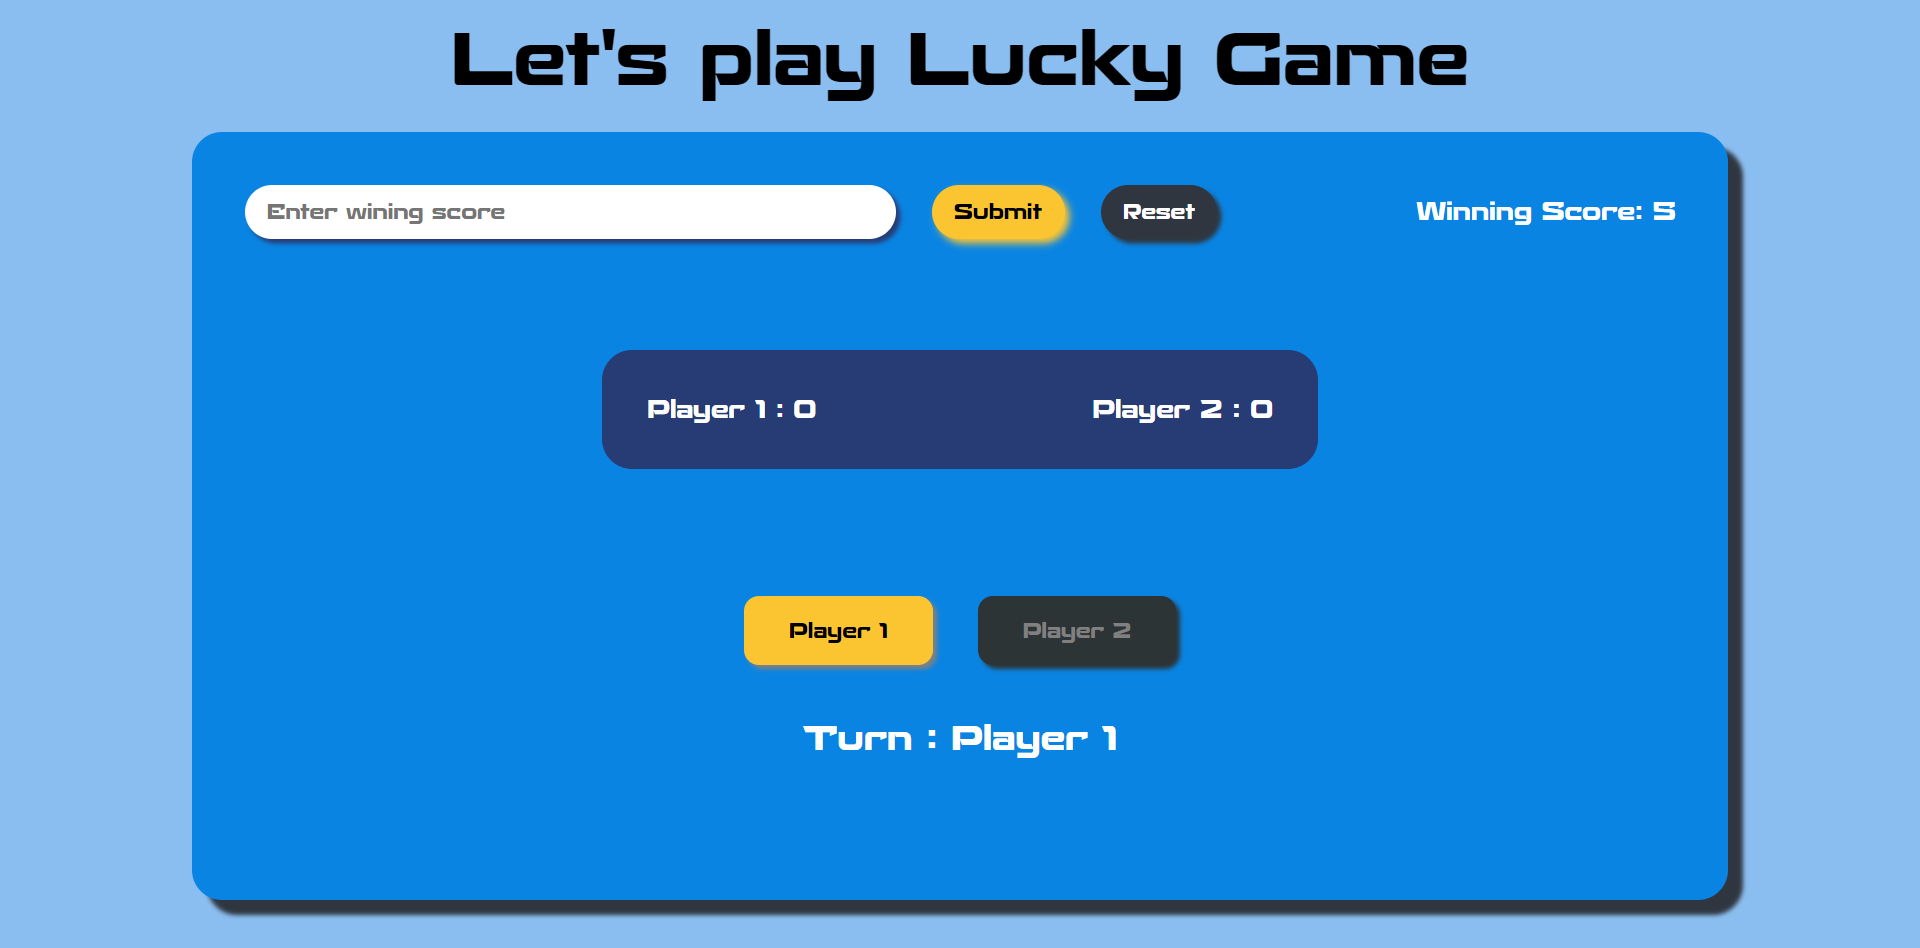 Let's play Lucky Game
Enter wining score
Submit
Reset
Winning Score: 5
Player 1 : 0
Player 2 : 0
Player 1
Player 2
Turn : Player 1